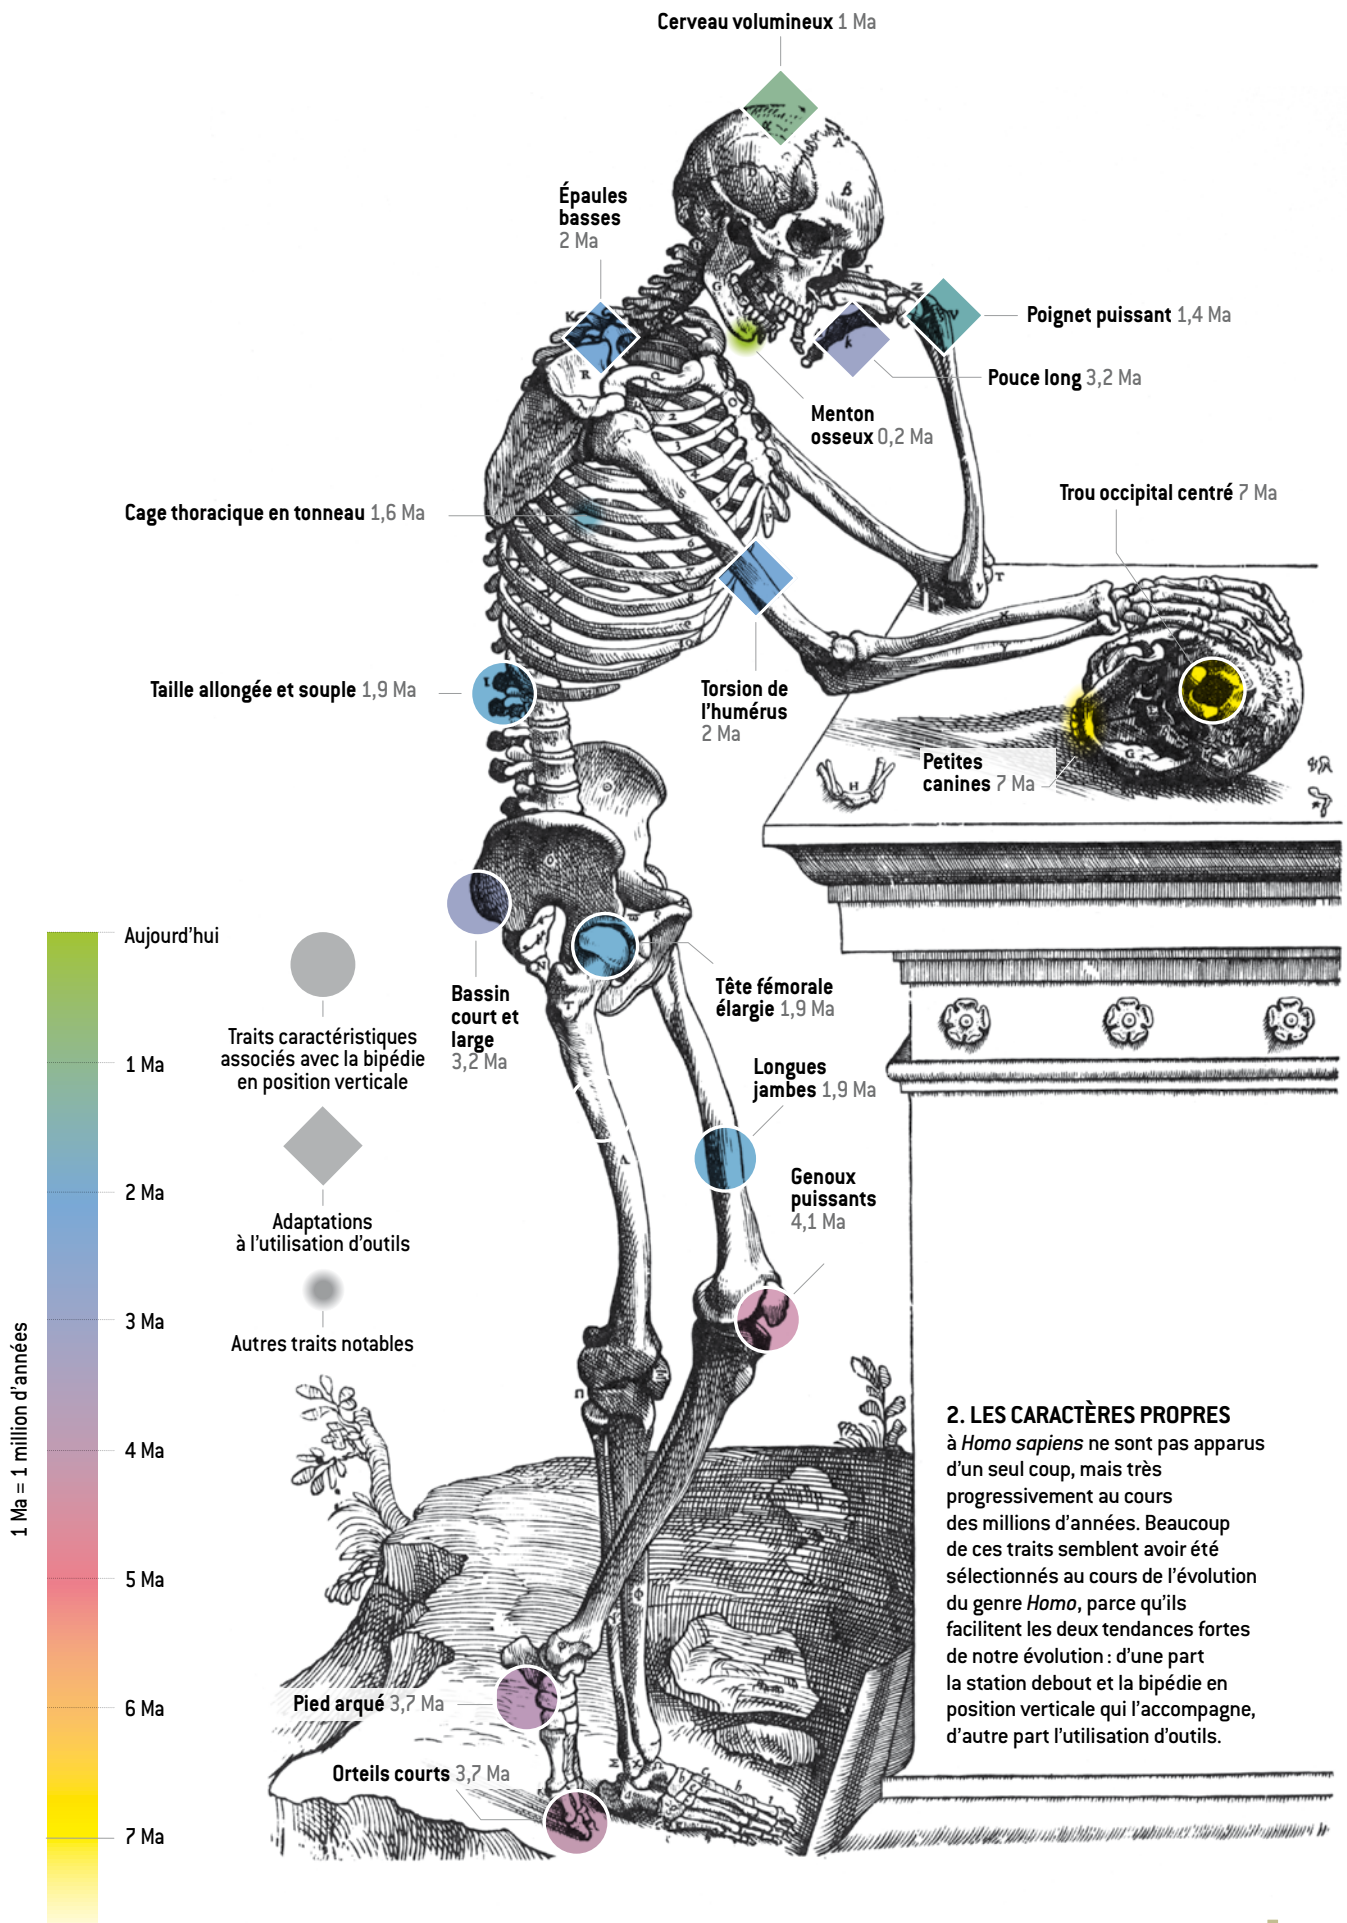 Cerveau volumineux 1 Ma
Épaules
basses
2 Ma
Poignet puissant 1,4 Ma
Pouce long 3,2 Ma
Menton
osseux 0,2 Ma
Trou occipital centré 7 Ma
Cage thoracique en tonneau 1,6 Ma
Taille allongée et souple 1,9 Ma
Torsion de
l'humérus
2 Ma
Petites
canines 7 Ma
Bassin
court et
large
3,2 Ma
Tête fémorale
élargie 1,9 Ma
Longues
jambes 1,9 Ma
Genoux
puissants
4,1 Ma
Pied arqué 3,7 Ma
Orteils courts 3,7 Ma
Aujourd'hui
1 Ma
2 Ma
3 Ma
4 Ma
5 Ma
6 Ma
7 Ma
1 Ma = 1 million d'années
Traits caractéristiques
associés avec la bipédie
en position verticale
Adaptations
à l'utilisation d'outils
Autres traits notables
2. LES CARACTÈRES PROPRES
à Homo sapiens ne sont pas apparus
d'un seul coup, mais très
progressivement au cours
des millions d'années. Beaucoup
de ces traits semblent avoir été
sélectionnés au cours de l'évolution
du genre Homo, parce qu'ils
facilitent les deux tendances fortes
de notre évolution : d'une part
la station debout et la bipédie en
position verticale qui l'accompagne,
d'autre part l'utilisation d'outils.